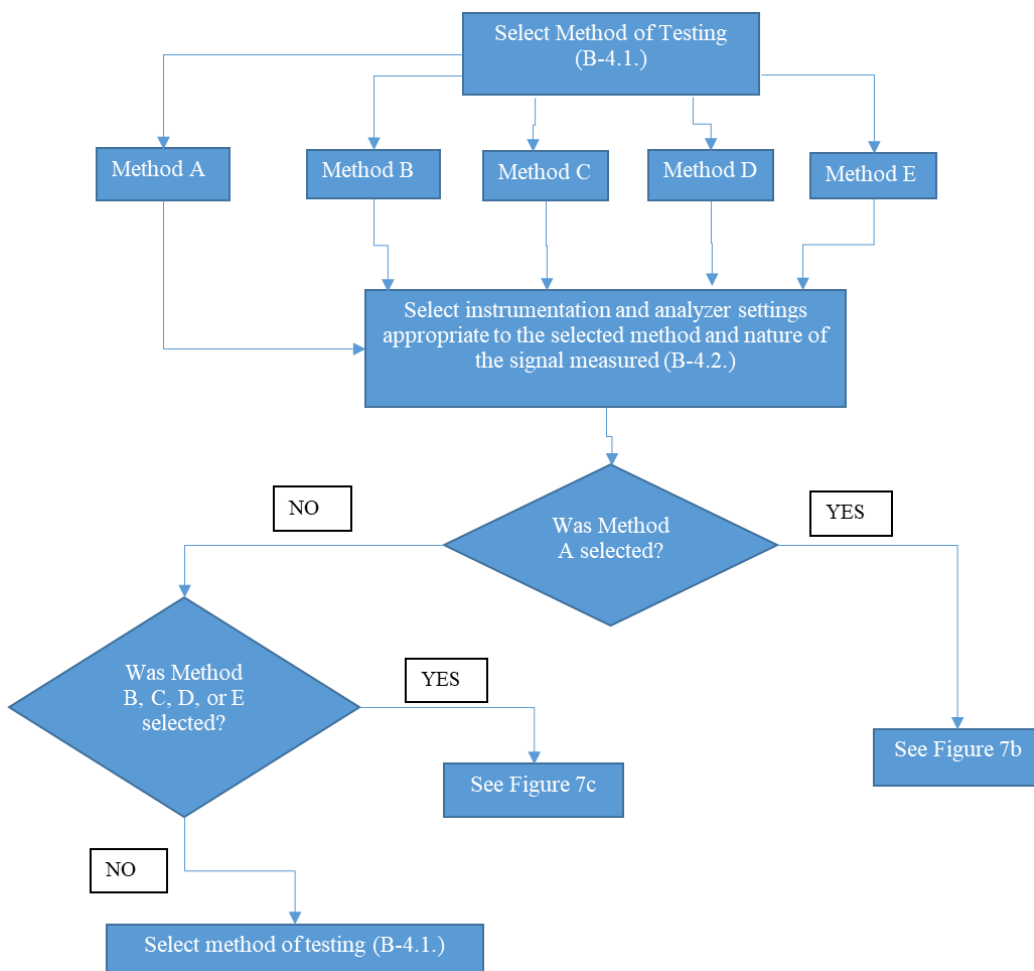 Select Method of Testing
(B-4.1.)
Method A
Method B
Method C
Method D
Method E
Select instrumentation and analyzer settings
appropriate to the selected method and nature of
the signal measured (B-4.2.)
NO
YES
Was Method
A selected?
Was Method
B, C, D, or E
selected?
YES
See Figure 7b
See Figure 7c
NO
Select method of testing (B-4.1.)